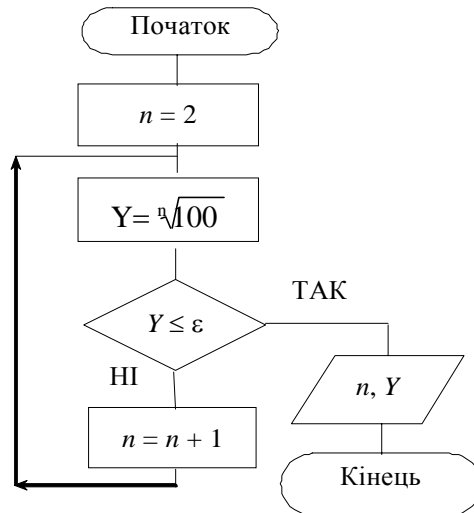 Початок
n = 2
Y= ⁿ√100
Y ≤ ε
ТАК
НІ
n, Y
n = n + 1
Кінець